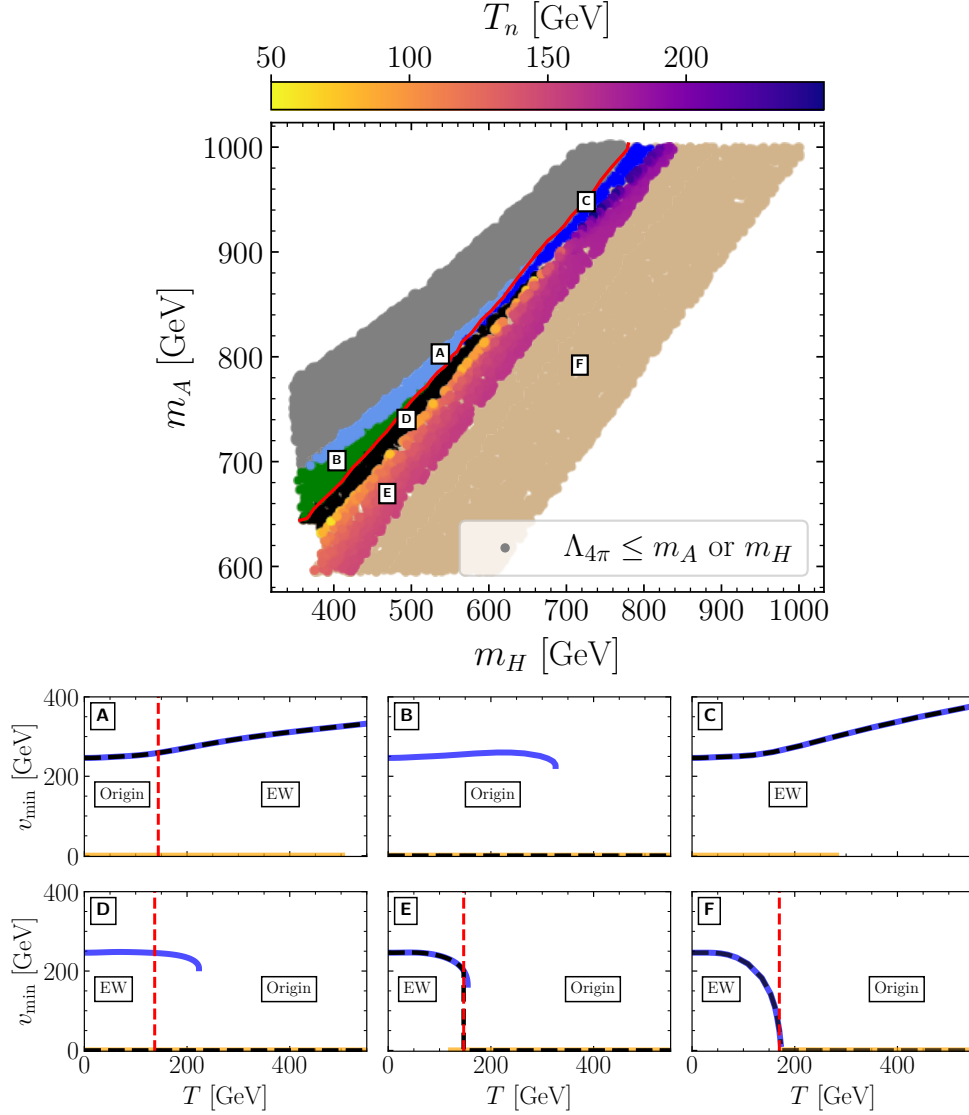 T_n [GeV]
50 100 150 200
1000
900
800
700
600
m_A [GeV]
C
A
F
D
B
E
Λ_{4π} ≤ m_A or m_H
400 500 600 700 800 900 1000
m_H [GeV]
400
200
0
v_min [GeV]
A
Origin
EW
B
Origin
C
EW
400
200
0
v_min [GeV]
D
EW
Origin
E
EW
Origin
F
EW
Origin
0 200 400
0 200 400
0 200 400
T [GeV]
T [GeV]
T [GeV]